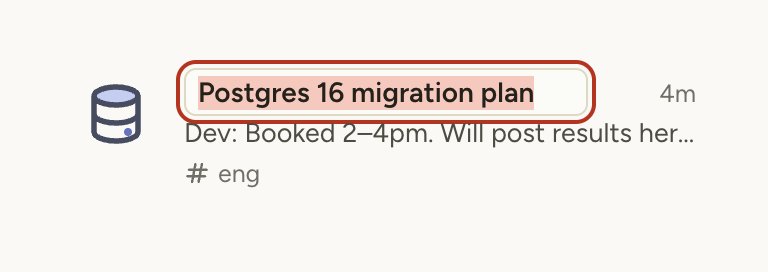 Postgres 16 migration plan
4m
Dev: Booked 2–4pm. Will post results her…
# eng